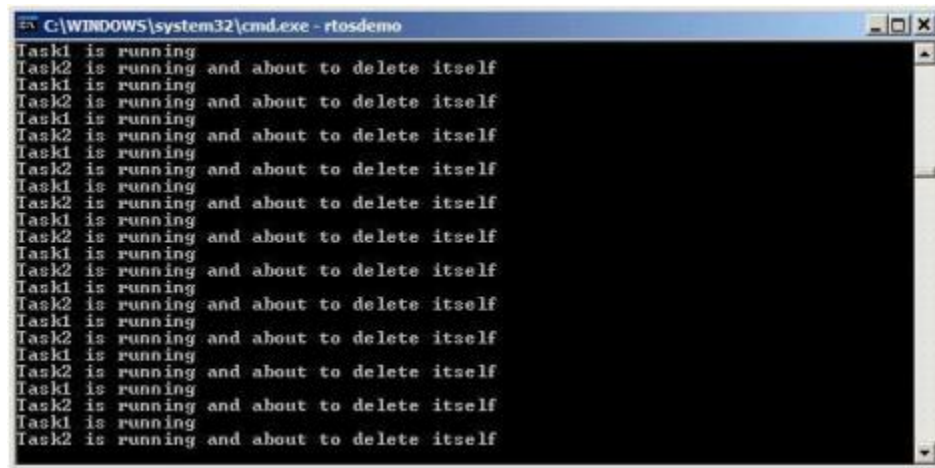 C:\WINDOWS\system32\cmd.exe - rtosdemo
Task1 is running
Task2 is running and about to delete itself
Task1 is running
Task2 is running and about to delete itself
Task1 is running
Task2 is running and about to delete itself
Task1 is running
Task2 is running and about to delete itself
Task1 is running
Task2 is running and about to delete itself
Task1 is running
Task2 is running and about to delete itself
Task1 is running
Task2 is running and about to delete itself
Task1 is running
Task2 is running and about to delete itself
Task1 is running
Task2 is running and about to delete itself
Task1 is running
Task2 is running and about to delete itself
Task1 is running
Task2 is running and about to delete itself
Task1 is running
Task2 is running and about to delete itself